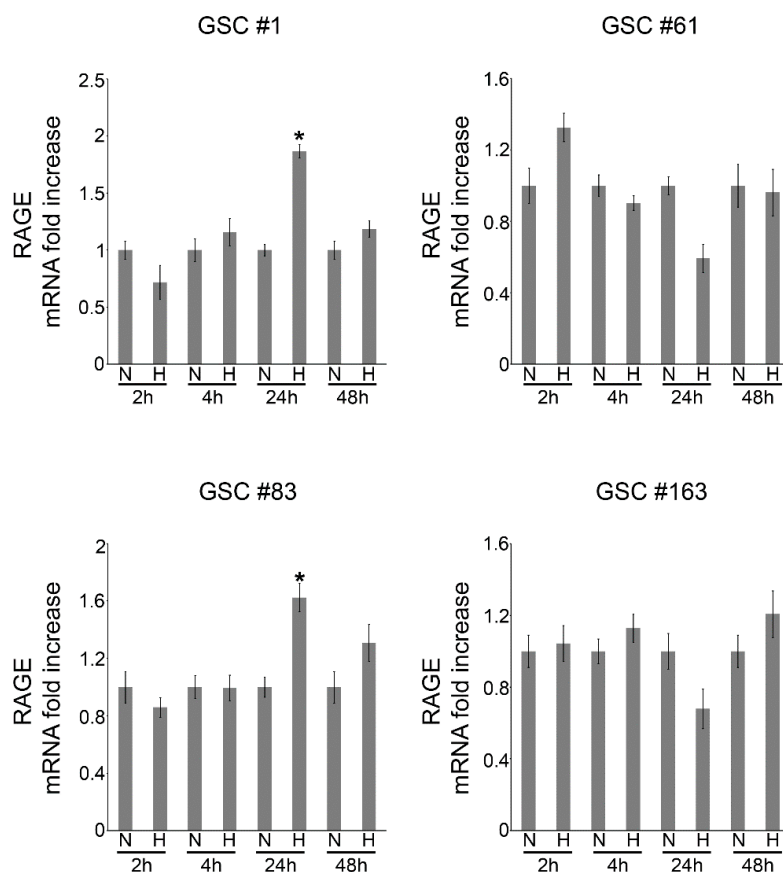 GSC #1
RAGE
mRNA fold increase
2.5
2
1.5
1
0.5
0
*
N H N H N H N H
2h 4h 24h 48h
GSC #61
RAGE
mRNA fold increase
1.6
1.2
0.8
0.4
0
N H N H N H N H
2h 4h 24h 48h
GSC #83
RAGE
mRNA fold increase
2
1.6
1.2
0.8
0.4
0
*
N H N H N H N H
2h 4h 24h 48h
GSC #163
RAGE
mRNA fold increase
1.6
1.2
0.8
0.4
0
N H N H N H N H
2h 4h 24h 48h